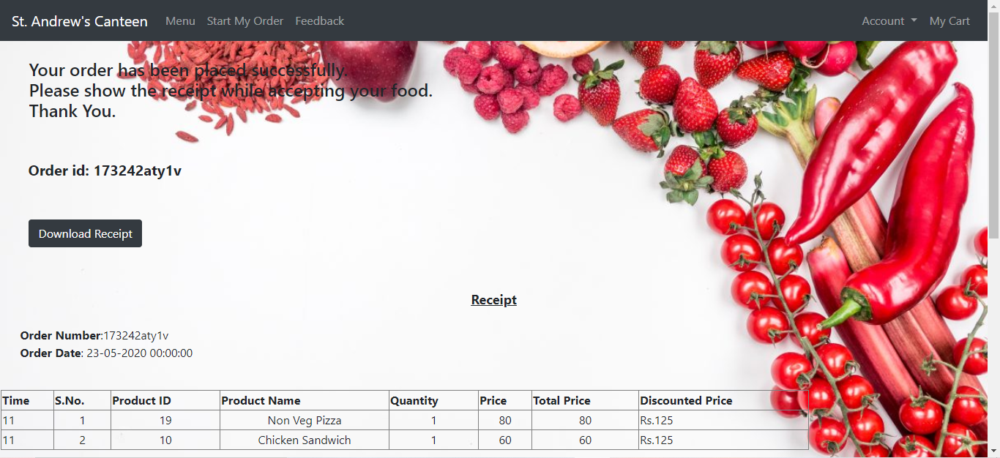 St. Andrew's Canteen Menu Start My Order Feedback Account My Cart
Your order has been placed successfully.
Please show the receipt while accepting your food.
Thank You.
Order id: 173242aty1v
Download Receipt
Receipt
Order Number:173242aty1v
Order Date: 23-05-2020 00:00:00
Time S.No. Product ID Product Name Quantity Price Total Price Discounted Price
11 1 19 Non Veg Pizza 1 80 80 Rs.125
11 2 10 Chicken Sandwich 1 60 60 Rs.125